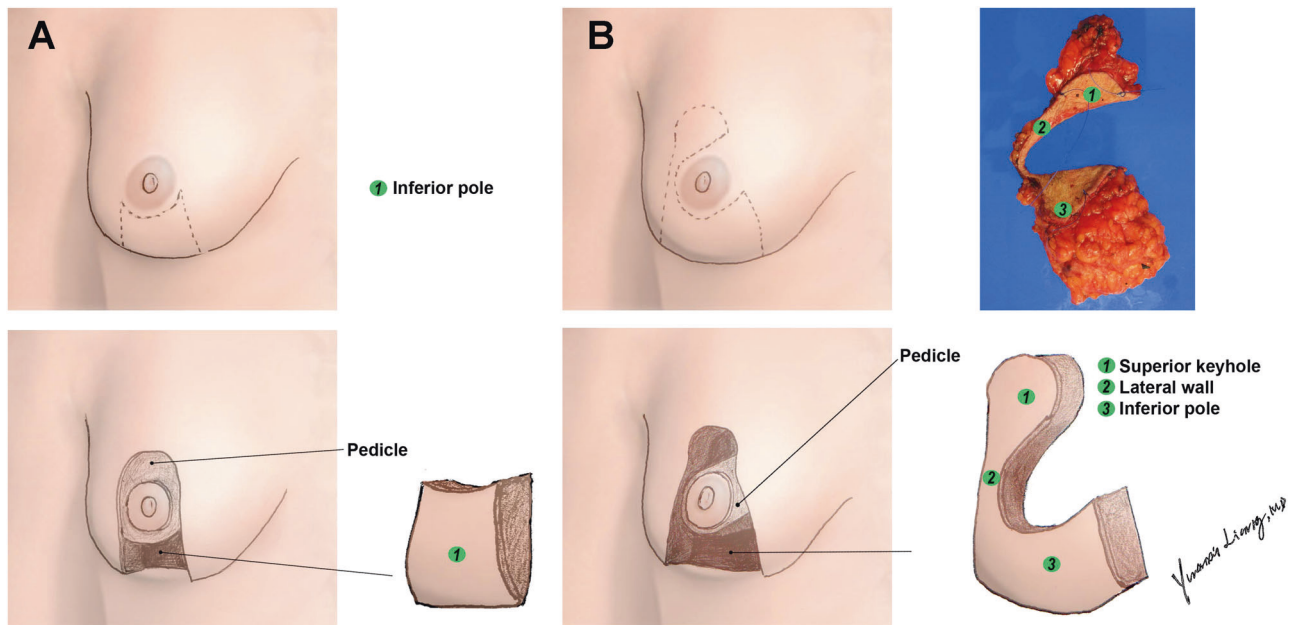 A
B
1 Inferior pole
1
2
3
Pedicle
1
Pedicle
1 Superior keyhole
2 Lateral wall
3 Inferior pole
1
2
3